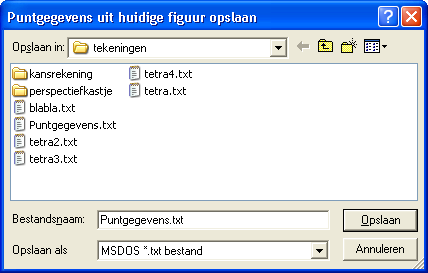 Puntgegevens uit huidige figuur opslaan
Opslaan in: tekeningen
kansrekening
perspectiefkastje
blabla.txt
Puntgegevens.txt
tetra2.txt
tetra3.txt
tetra4.txt
tetra.txt
Bestandsnaam: Puntgegevens.txt Opslaan
Opslaan als MSDOS *.txt bestand Annuleren